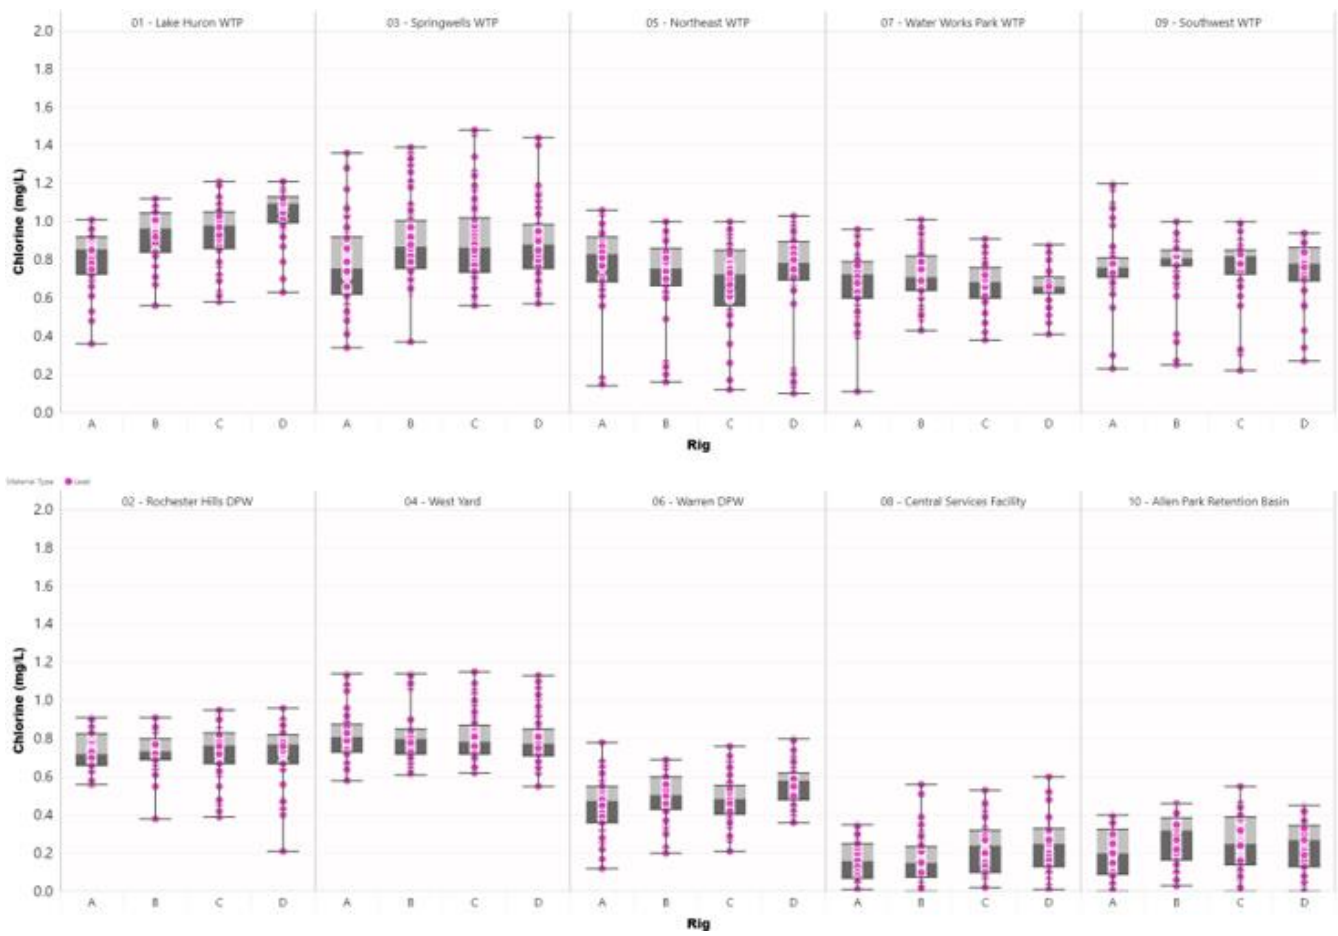 01 - Lake Huron WTP 03 - Springwells WTP 05 - Northeast WTP 07 - Water Works Park WTP 09 - Southwest WTP
2.0
1.8
1.6
1.4
1.2
1.0
0.8
0.6
0.4
0.2
0.0
Chlorine (mg/L)
A B C D A B C D A B C D A B C D A B C D
Rig
Material Type Lead
02 - Rochester Hills DPW 04 - West Yard 06 - Warren DPW 08 - Central Services Facility 10 - Allen Park Retention Basin
2.0
1.8
1.6
1.4
1.2
1.0
0.8
0.6
0.4
0.2
0.0
Chlorine (mg/L)
A B C D A B C D A B C D A B C D A B C D
Rig